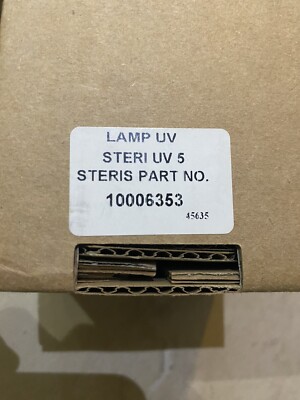 LAMP UV
STERI UV 5
STERIS PART NO.
10006353
45635